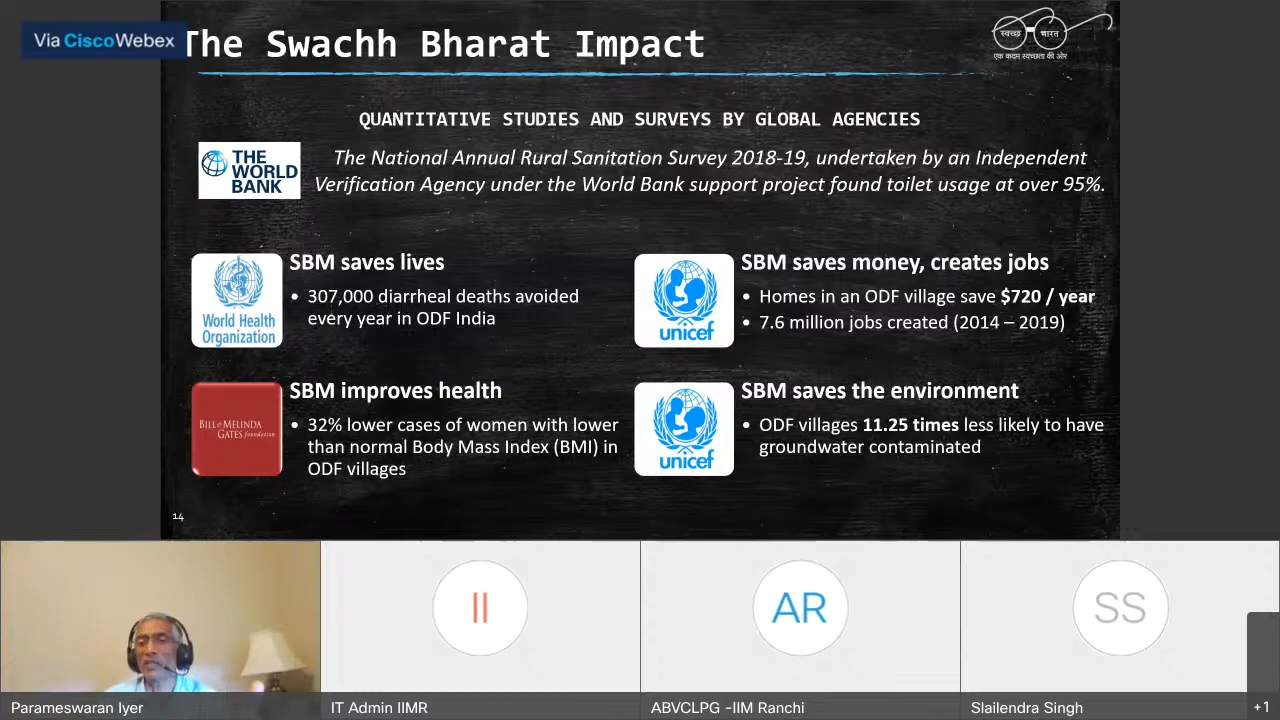 Via CiscoWebex
The Swachh Bharat Impact
स्वच्छ भारत
एक कदम स्वच्छता की ओर
QUANTITATIVE STUDIES AND SURVEYS BY GLOBAL AGENCIES
THE
WORLD
BANK
The National Annual Rural Sanitation Survey 2018-19, undertaken by an Independent
Verification Agency under the World Bank support project found toilet usage at over 95%.
World Health
Organization
SBM saves lives
• 307,000 diarrheal deaths avoided
every year in ODF India
unicef
SBM saves money, creates jobs
• Homes in an ODF village save $720 / year
• 7.6 million jobs created (2014 – 2019)
BILL & MELINDA
GATES foundation
SBM improves health
• 32% lower cases of women with lower
than normal Body Mass Index (BMI) in
ODF villages
unicef
SBM saves the environment
• ODF villages 11.25 times less likely to have
groundwater contaminated
14
II
AR
SS
Parameswaran Iyer
IT Admin IIMR
ABVCLPG -IIM Ranchi
Slailendra Singh
+1